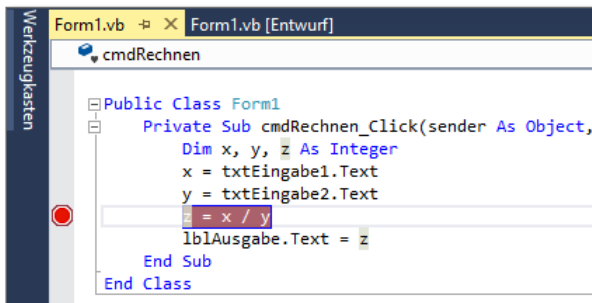 Werkzeugkasten
Form1.vb Form1.vb [Entwurf]
cmdRechnen
Public Class Form1
Private Sub cmdRechnen_Click(sender As Object,
Dim x, y, z As Integer
x = txtEingabe1.Text
y = txtEingabe2.Text
z = x / y
lblAusgabe.Text = z
End Sub
End Class